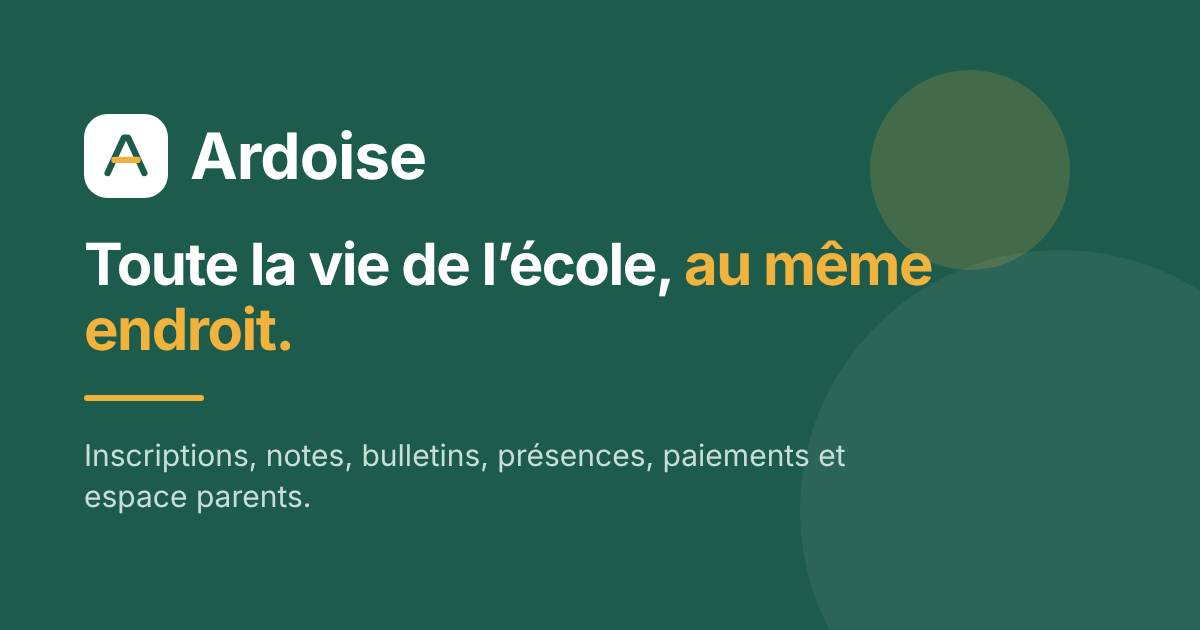 A Ardoise
Toute la vie de l’école, au même
endroit.
Inscriptions, notes, bulletins, présences, paiements et
espace parents.